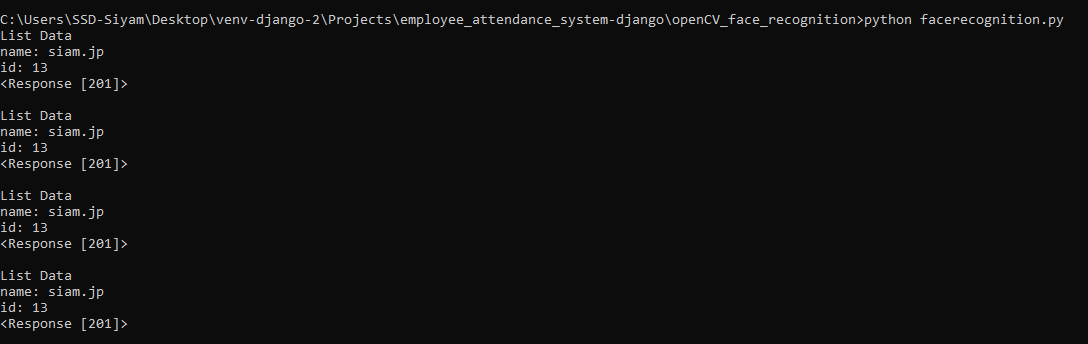 C:\Users\SSD-Siyam\Desktop\venv-django-2\Projects\employee_attendance_system-django\openCV_face_recognition>python facerecognition.py
List Data
name: siam.jp
id: 13
<Response [201]>
List Data
name: siam.jp
id: 13
<Response [201]>
List Data
name: siam.jp
id: 13
<Response [201]>
List Data
name: siam.jp
id: 13
<Response [201]>